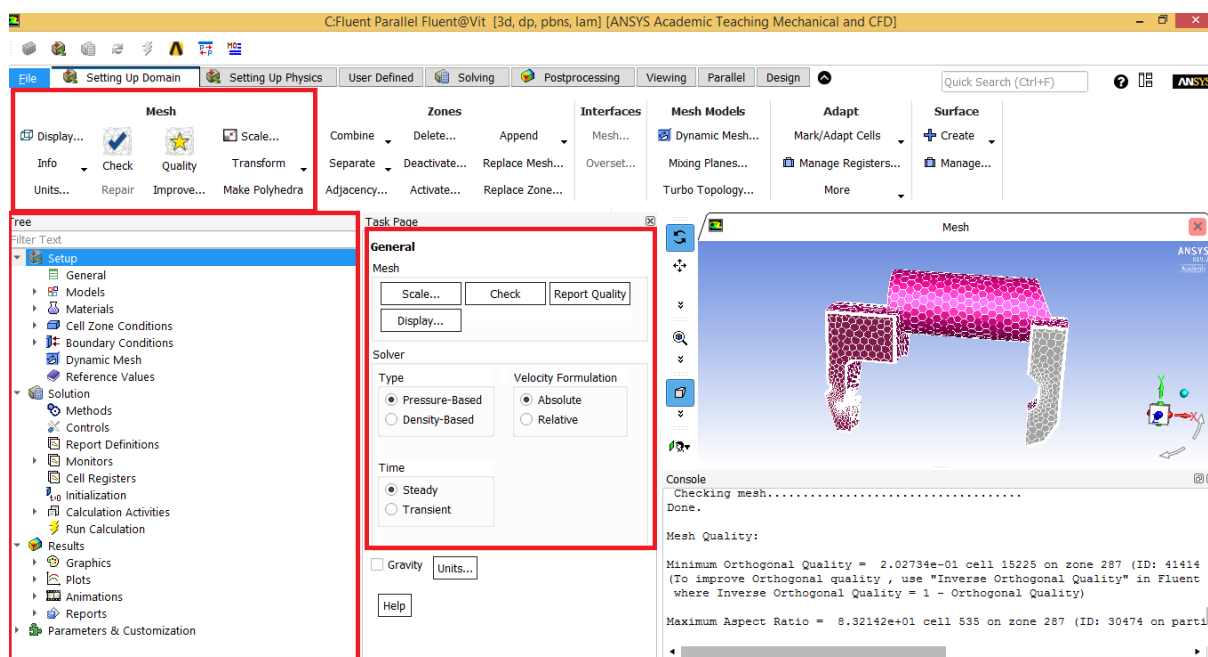 C:Fluent Parallel Fluent@Vit [3d, dp, pbns, lam] [ANSYS Academic Teaching Mechanical and CFD]
File Setting Up Domain Setting Up Physics User Defined Solving Postprocessing Viewing Parallel Design Quick Search (Ctrl+F) ANSYS
Mesh Zones Interfaces Mesh Models Adapt Surface
Display... Scale... Combine Delete... Append Mesh... Dynamic Mesh... Mark/Adapt Cells Create
Info Check Quality Transform Separate Deactivate... Replace Mesh... Overset... Mixing Planes... Manage Registers... Manage...
Units... Repair Improve... Make Polyhedra Adjacency... Activate... Replace Zone... Turbo Topology... More
Tree
Filter Text
Setup
General
Models
Materials
Cell Zone Conditions
Boundary Conditions
Dynamic Mesh
Reference Values
Solution
Methods
Controls
Report Definitions
Monitors
Cell Registers
Initialization
Calculation Activities
Run Calculation
Results
Graphics
Plots
Animations
Reports
Parameters & Customization
Task Page
General
Mesh
Scale... Check Report Quality
Display...
Solver
Type Velocity Formulation
Pressure-Based Absolute
Density-Based Relative
Time
Steady
Transient
Gravity Units...
Help
Mesh
ANSYS
Academic
Y
Z X
Console
Checking mesh.....................................
Done.
Mesh Quality:
Minimum Orthogonal Quality = 2.02734e-01 cell 15225 on zone 287 (ID: 41414
(To improve Orthogonal quality , use "Inverse Orthogonal Quality" in Fluent
where Inverse Orthogonal Quality = 1 - Orthogonal Quality)
Maximum Aspect Ratio = 8.32142e+01 cell 535 on zone 287 (ID: 30474 on parti